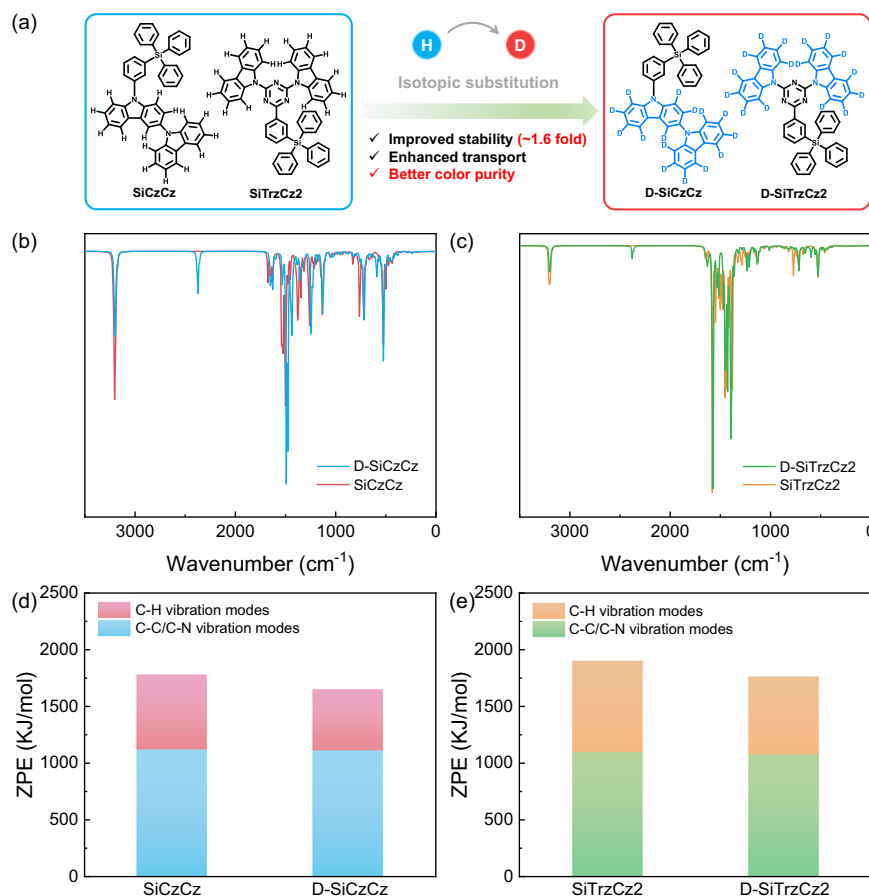 (a)
H
D
Isotopic substitution
✓ Improved stability (~1.6 fold)
✓ Enhanced transport
✓ Better color purity
SiCzCz
SiTrzCz2
D-SiCzCz
D-SiTrzCz2
(b)
D-SiCzCz
SiCzCz
3000 2000 1000 0
Wavenumber (cm⁻¹)
(c)
D-SiTrzCz2
SiTrzCz2
3000 2000 1000 0
Wavenumber (cm⁻¹)
(d)
C-H vibration modes
C-C/C-N vibration modes
2500
2000
1500
1000
500
0
ZPE (KJ/mol)
SiCzCz D-SiCzCz
(e)
C-H vibration modes
C-C/C-N vibration modes
2500
2000
1500
1000
500
0
ZPE (KJ/mol)
SiTrzCz2 D-SiTrzCz2